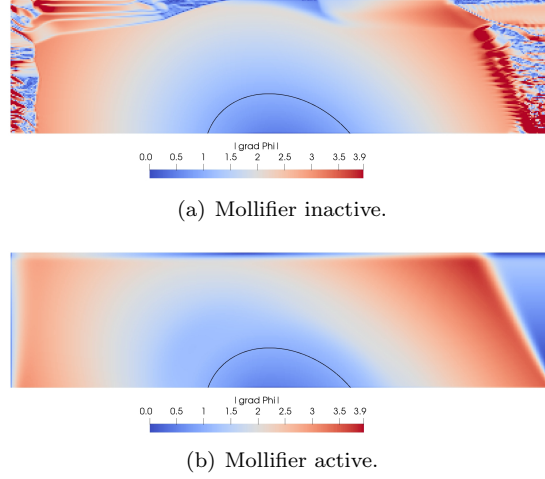 | grad Phi |
0.0 0.5 1 1.5 2 2.5 3 3.5 3.9
(a) Mollifier inactive.
| grad Phi |
0.0 0.5 1 1.5 2 2.5 3 3.5 3.9
(b) Mollifier active.